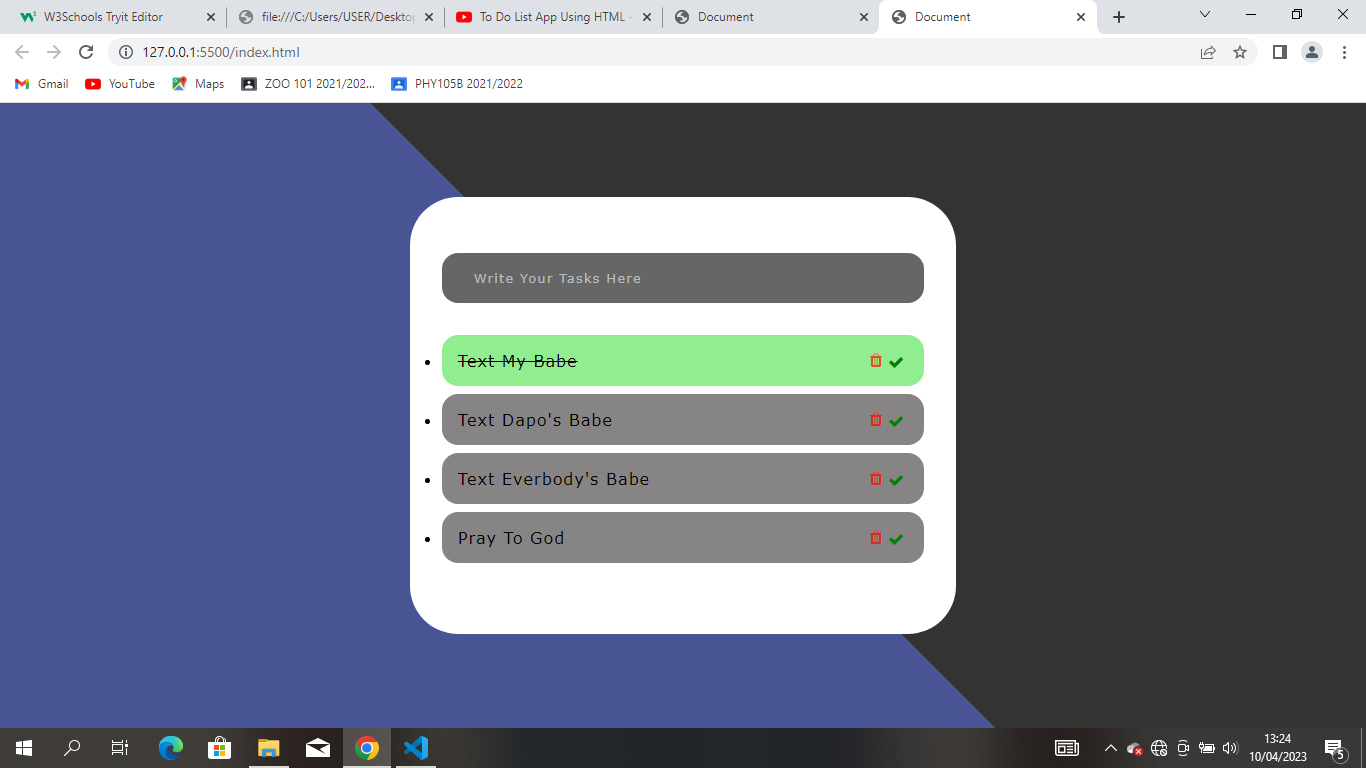 W3Schools Tryit Editor
file:///C:/Users/USER/Deskto
To Do List App Using HTML -
Document
Document
127.0.0.1:5500/index.html
Gmail
YouTube
Maps
ZOO 101 2021/202...
PHY105B 2021/2022
Write Your Tasks Here
Text My Babe
Text Dapo's Babe
Text Everbody's Babe
Pray To God
13:24
10/04/2023
5